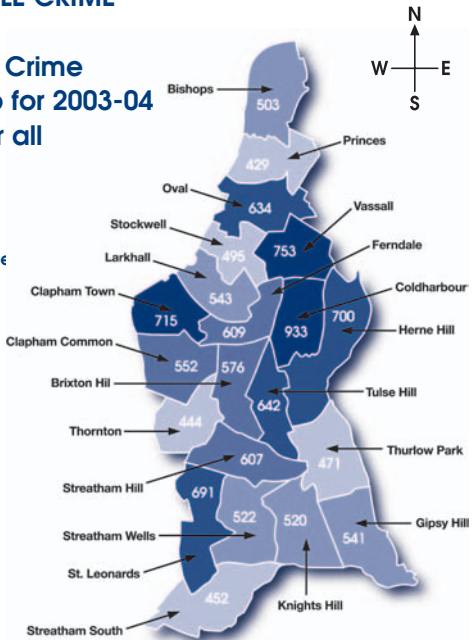 LE CRIME
Crime
for 2003-04
all
N
W E
S
Bishops
503
Princes
429
Oval
634
Vassall
753
Stockwell
495
Ferndale
Larkhall
543
Coldharbour
933
Clapham Town
715
609
700
Herne Hill
Clapham Common
552
576
Brixton Hil
642
Tulse Hill
444
Thornton
Thurlow Park
471
607
Streatham Hill
691
522
520
Gipsy Hill
541
Streatham Wells
St. Leonards
452
Knights Hill
Streatham South